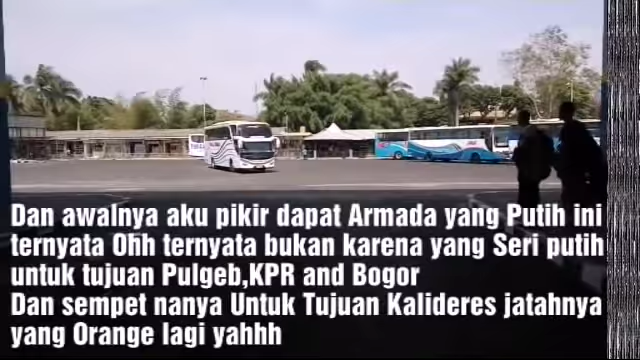 Dan awalnya aku pikir dapat Armada yang Putih ini
ternyata Ohh ternyata bukan karena yang Seri putih
untuk tujuan Pulgeb,KPR and Bogor
Dan sempet nanya Untuk Tujuan Kalideres jatahnya
yang Orange lagi yahhh